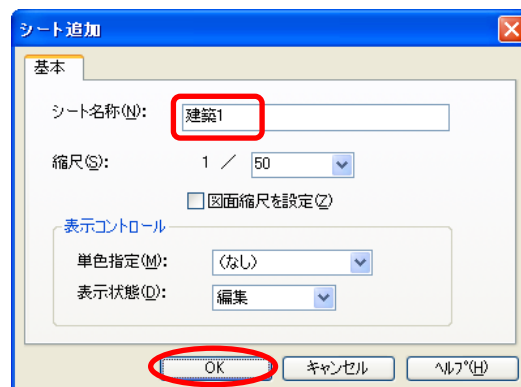 シート追加
基本
シート名称(N): 建築1
縮尺(S): 1 ／ 50
図面縮尺を設定(Z)
表示コントロール
単色指定(M): (なし)
表示状態(D): 編集
OK キャンセル ヘルプ(H)